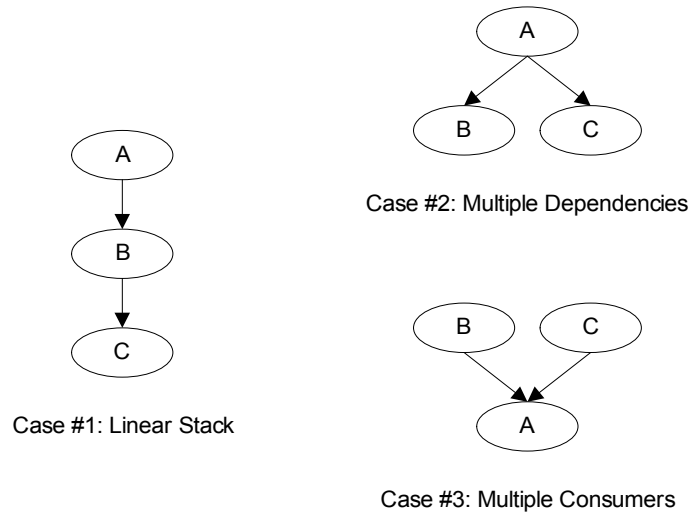 A
B
C
Case #1: Linear Stack
A
B C
Case #2: Multiple Dependencies
B C
A
Case #3: Multiple Consumers